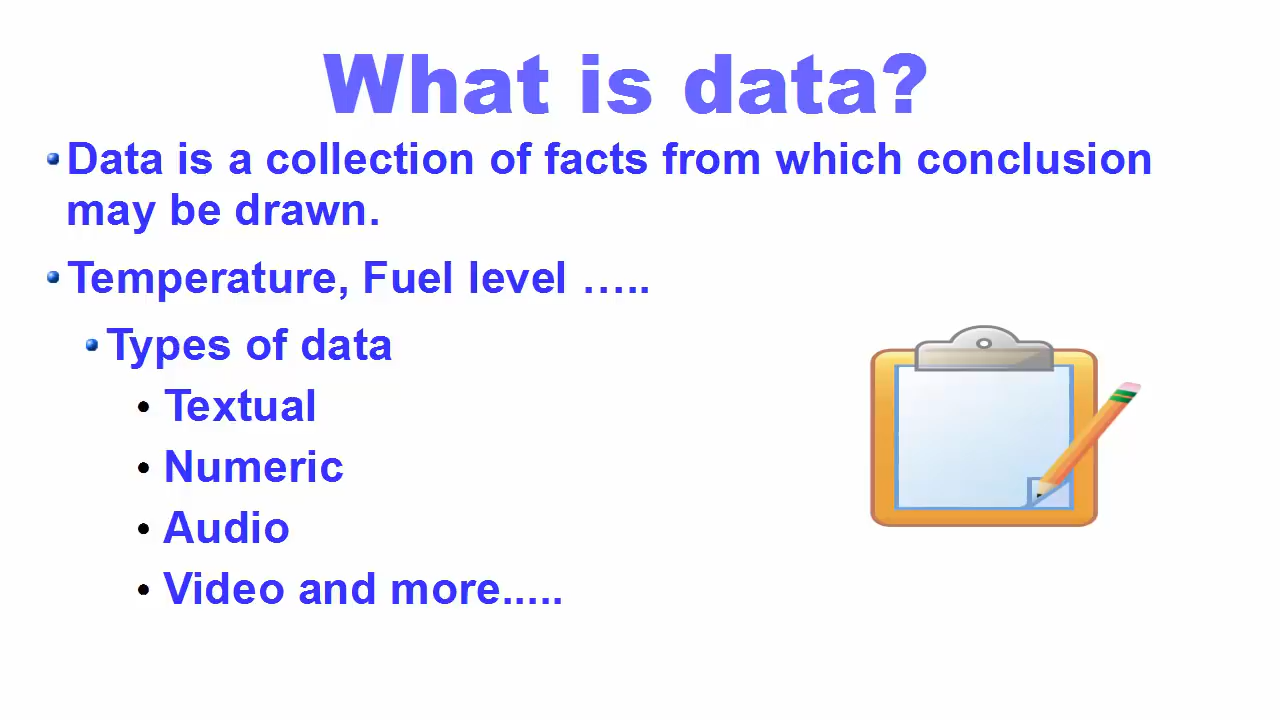 What is data?
Data is a collection of facts from which conclusion
may be drawn.
Temperature, Fuel level …..
Types of data
Textual
Numeric
Audio
Video and more.....